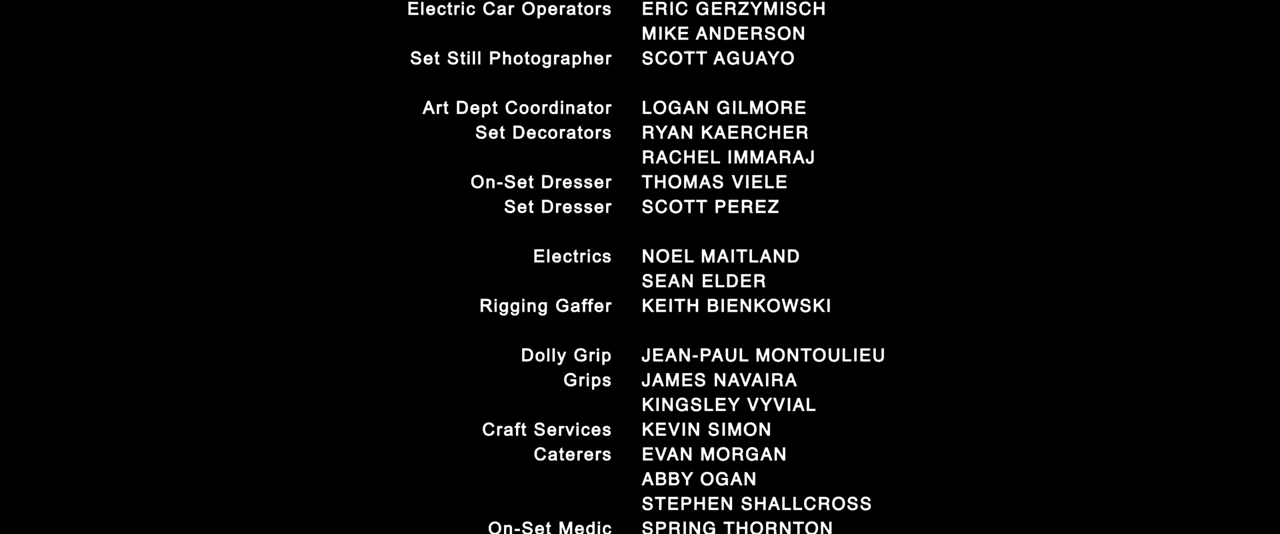 Electric Car Operators ERIC GERZYMISCH
MIKE ANDERSON
Set Still Photographer SCOTT AGUAYO
Art Dept Coordinator LOGAN GILMORE
Set Decorators RYAN KAERCHER
RACHEL IMMARAJ
On-Set Dresser THOMAS VIELE
Set Dresser SCOTT PEREZ
Electrics NOEL MAITLAND
SEAN ELDER
Rigging Gaffer KEITH BIENKOWSKI
Dolly Grip JEAN-PAUL MONTOULIEU
Grips JAMES NAVAIRA
KINGSLEY VYVIAL
Craft Services KEVIN SIMON
Caterers EVAN MORGAN
ABBY OGAN
STEPHEN SHALLCROSS
On-Set Medic SPRING THORNTON